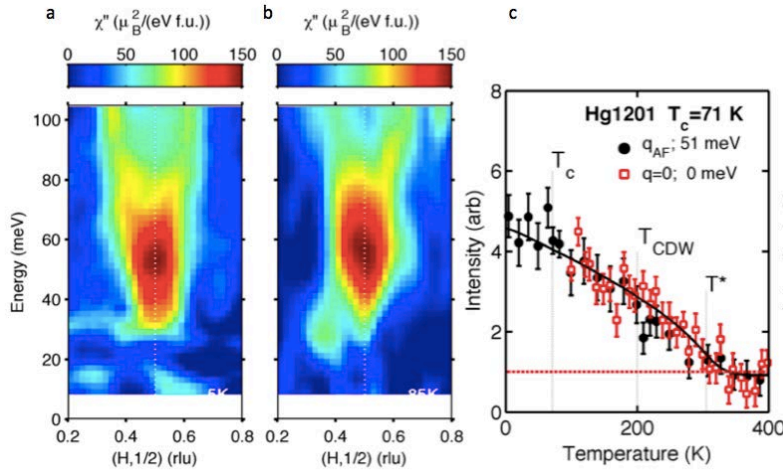 a
χ" (μ_B^2/(eV f.u.))
0 50 100 150
Energy (meV)
100
80
60
40
20
0
5K
0.2 0.4 0.6 0.8
(H,1/2) (rlu)
b
χ" (μ_B^2/(eV f.u.))
0 50 100 150
85K
0.2 0.4 0.6 0.8
(H,1/2) (rlu)
c
Hg1201 T_c=71 K
q_AF; 51 meV
q=0; 0 meV
T_c
T_CDW
T*
Intensity (arb)
8
6
4
2
0
0 200 400
Temperature (K)